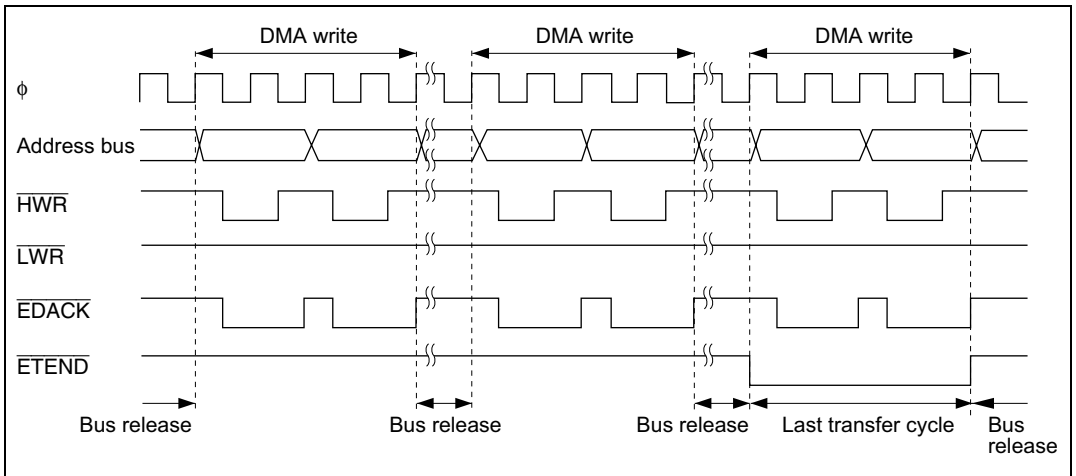 DMA write DMA write DMA write
ϕ
Address bus
HWR
LWR
EDACK
ETEND
Bus release Bus release Bus release Last transfer cycle Bus release